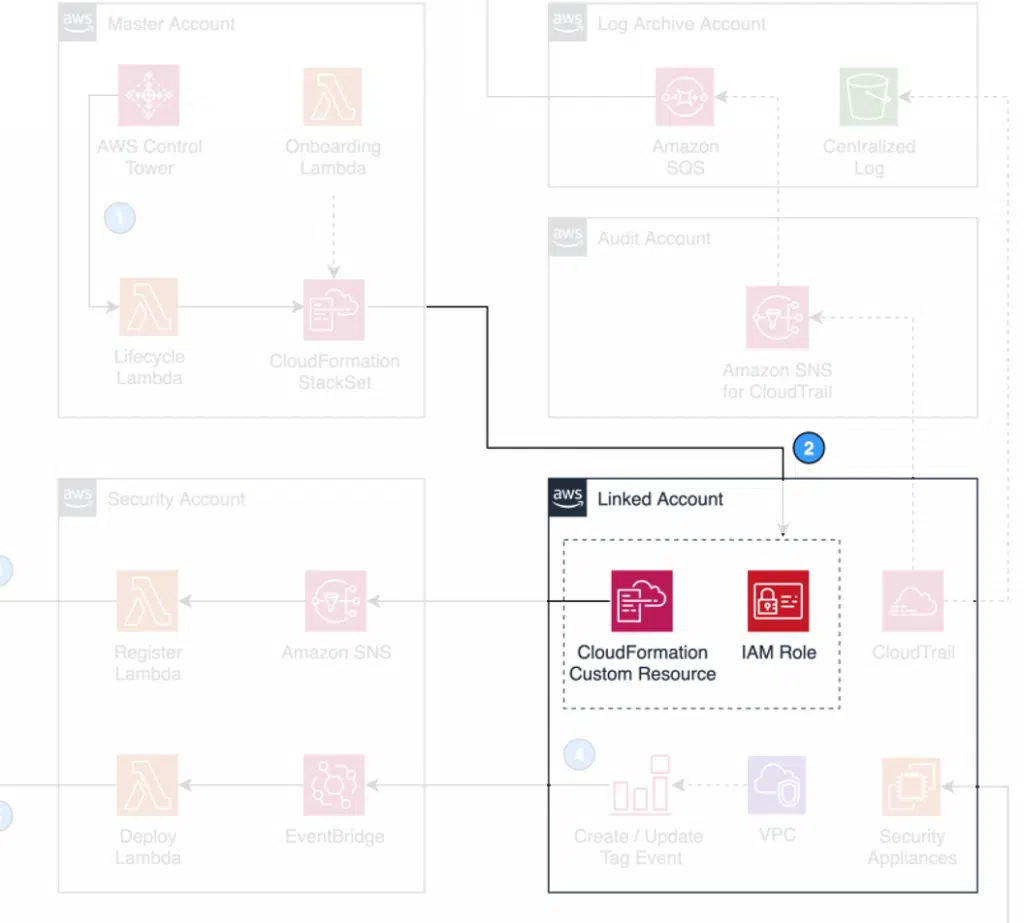 aws Master Account
AWS Control
Tower
Onboarding
Lambda
1
Lifecycle
Lambda
CloudFormation
StackSet
aws Log Archive Account
Amazon
SQS
Centralized
Log
aws Audit Account
Amazon SNS
for CloudTrail
2
aws Security Account
Register
Lambda
Amazon SNS
Deploy
Lambda
EventBridge
aws Linked Account
CloudFormation
Custom Resource
IAM Role
CloudTrail
4
Create / Update
Tag Event
VPC
Security
Appliances